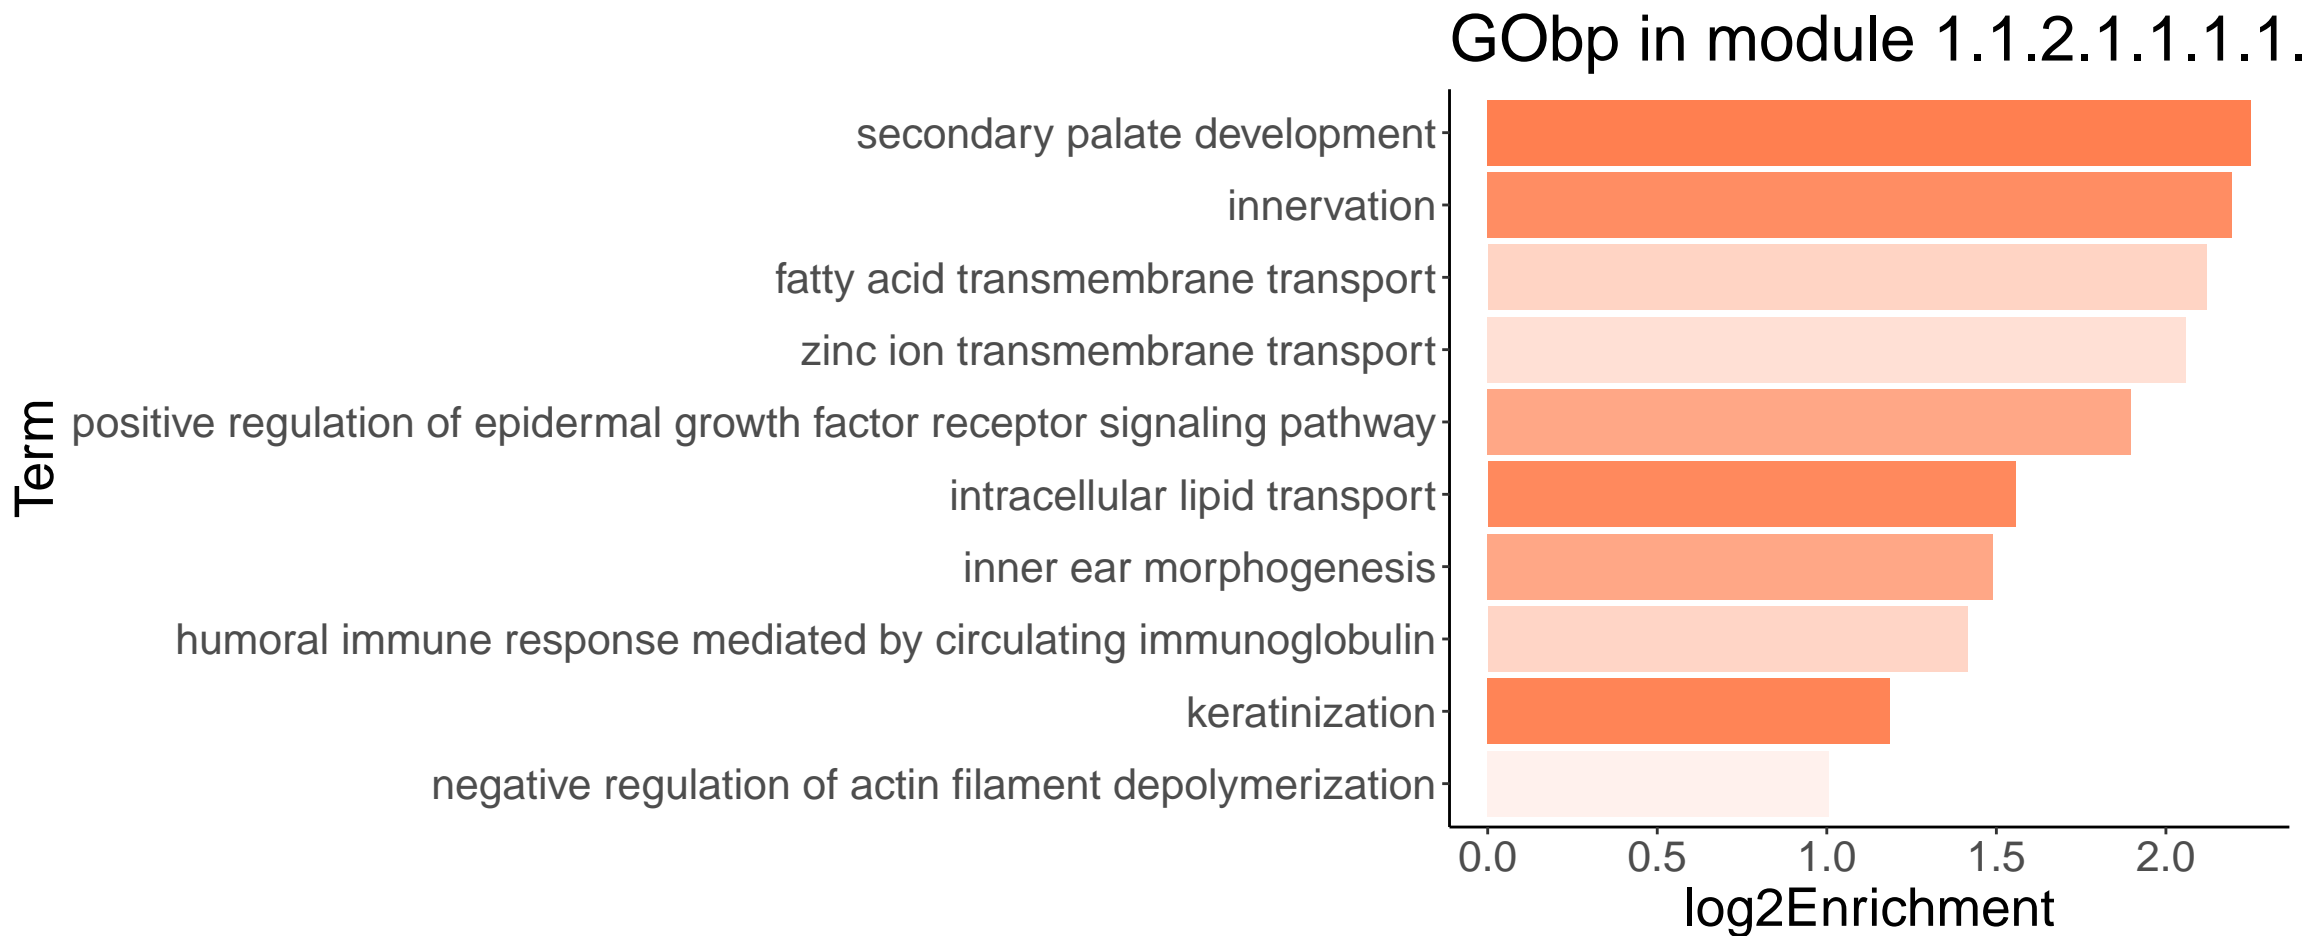 GObp in module 1.1.2.1.1.1.1.
secondary palate development
innervation
fatty acid transmembrane transport
zinc ion transmembrane transport
positive regulation of epidermal growth factor receptor signaling pathway
intracellular lipid transport
inner ear morphogenesis
humoral immune response mediated by circulating immunoglobulin
keratinization
negative regulation of actin filament depolymerization
Term
0.0 0.5 1.0 1.5 2.0
log2Enrichment